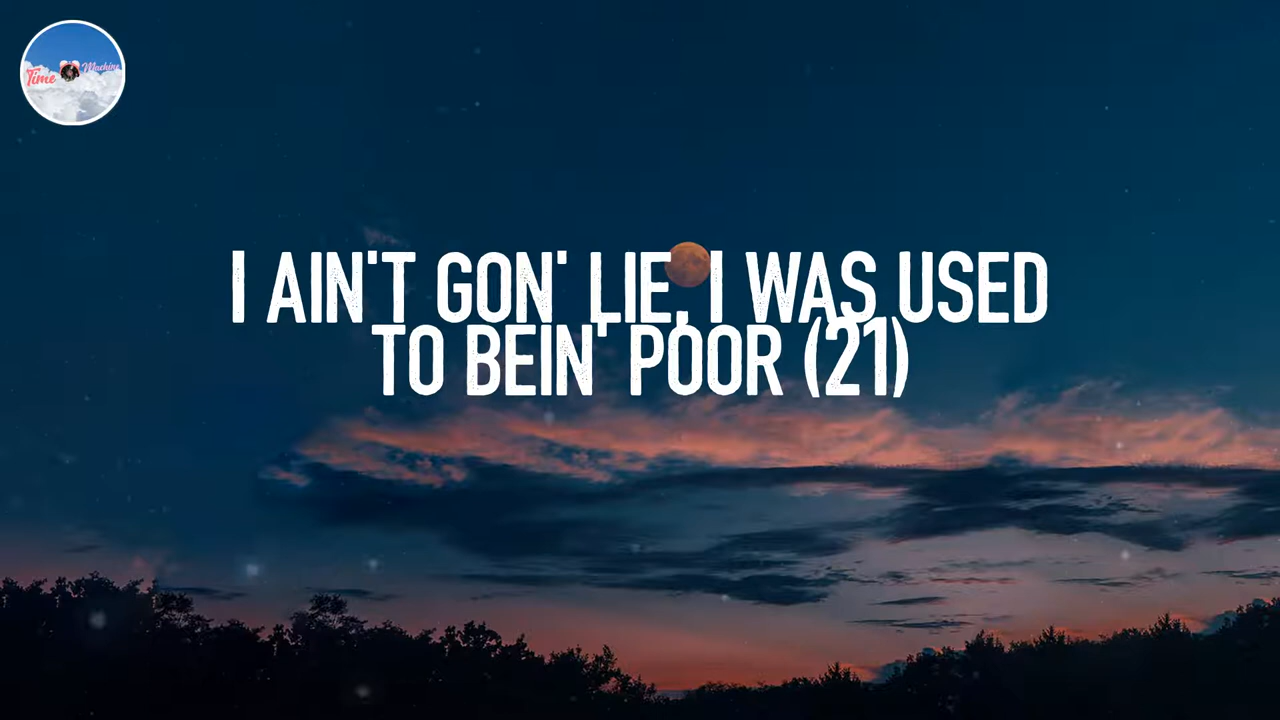 Time Machine
I AIN'T GON' LIE, I WAS USED
TO BEIN' POOR (21)